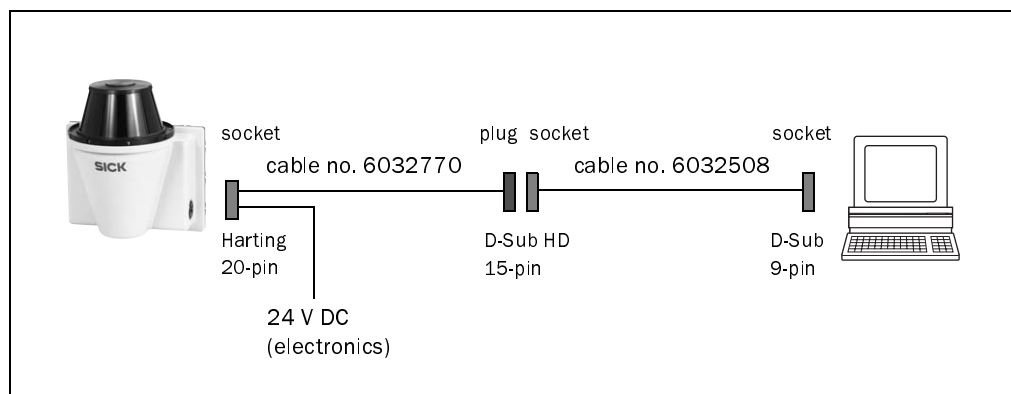 SICK
socket
plug socket
socket
cable no. 6032770
cable no. 6032508
Harting
20-pin
D-Sub HD
15-pin
D-Sub
9-pin
24 V DC
(electronics)